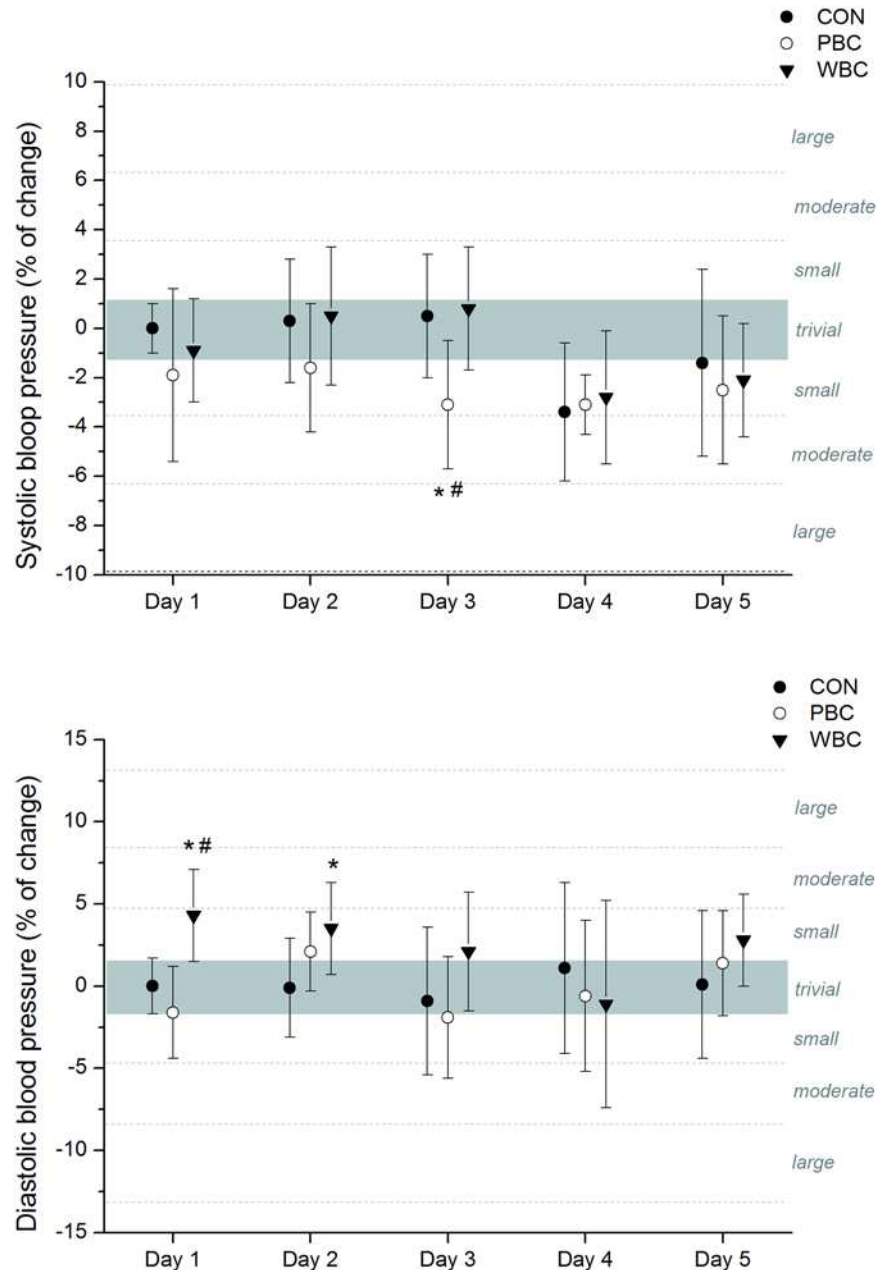 CON
PBC
WBC
Systolic bloop pressure (% of change)
10
8
6
4
2
0
-2
-4
-6
-8
-10
large
moderate
small
trivial
small
moderate
large
* #
Day 1 Day 2 Day 3 Day 4 Day 5
CON
PBC
WBC
Diastolic blood pressure (% of change)
15
10
5
0
-5
-10
-15
* #
*
large
moderate
small
trivial
small
moderate
large
Day 1 Day 2 Day 3 Day 4 Day 5